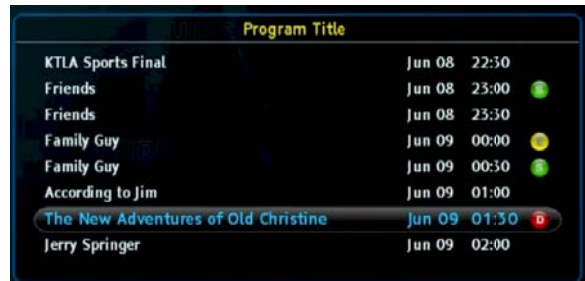 Program Title
KTLA Sports Final Jun 08 22:30
Friends Jun 08 23:00 S
Friends Jun 08 23:30
Family Guy Jun 09 00:00
Family Guy Jun 09 00:30 S
According to Jim Jun 09 01:00
The New Adventures of Old Christine Jun 09 01:30 D
Jerry Springer Jun 09 02:00